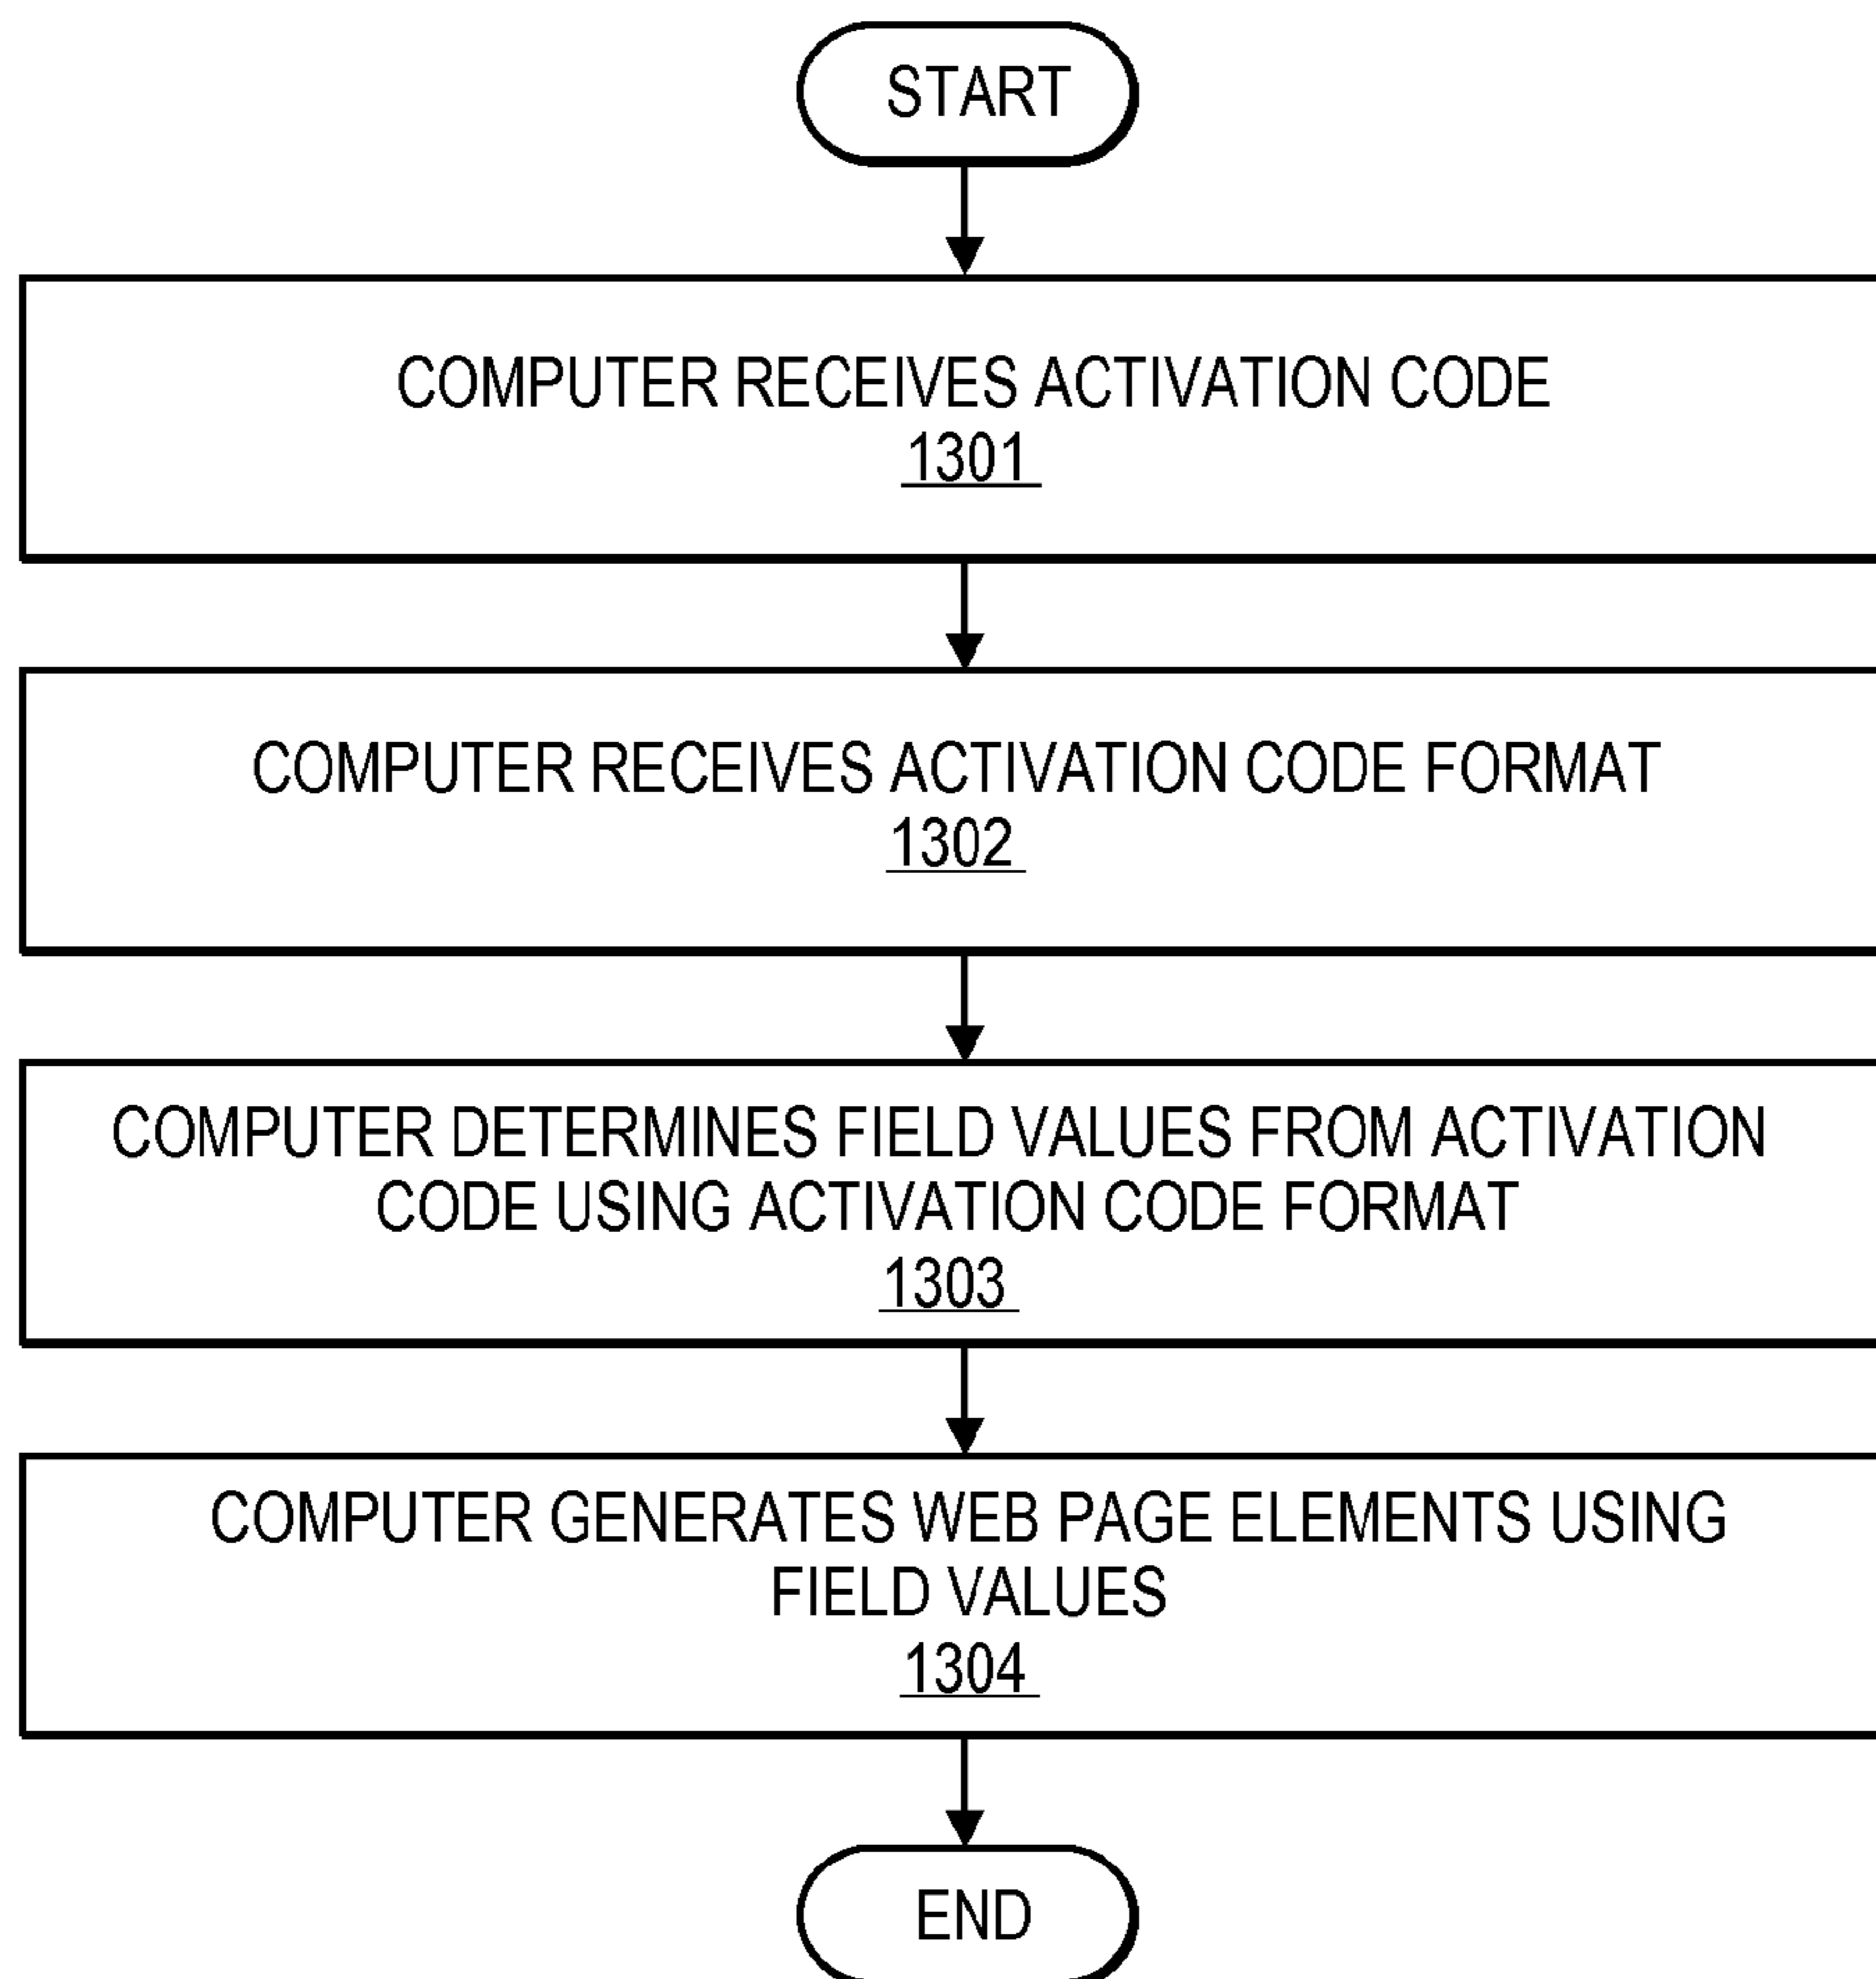 START
COMPUTER RECEIVES ACTIVATION CODE
1301
COMPUTER RECEIVES ACTIVATION CODE FORMAT
1302
COMPUTER DETERMINES FIELD VALUES FROM ACTIVATION
CODE USING ACTIVATION CODE FORMAT
1303
COMPUTER GENERATES WEB PAGE ELEMENTS USING
FIELD VALUES
1304
END